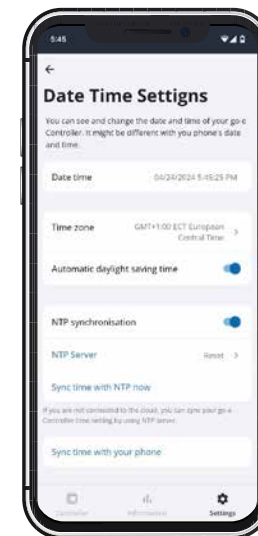 5:45
Date Time Settigns
You can see and change the date and time of your go-e
Controller. It might be different with you phone's date
and time.
Date time 04/24/2024 5:45:25 PM
Time zone GMT+1:00 ECT European
Central Time
Automatic daylight saving time
NTP synchronisation
NTP Server Reset
Sync time with NTP now
If you are not connected to the cloud, you can sync your go-e
Controller time setting by using NTP server.
Sync time with your phone
Controller Information Settings